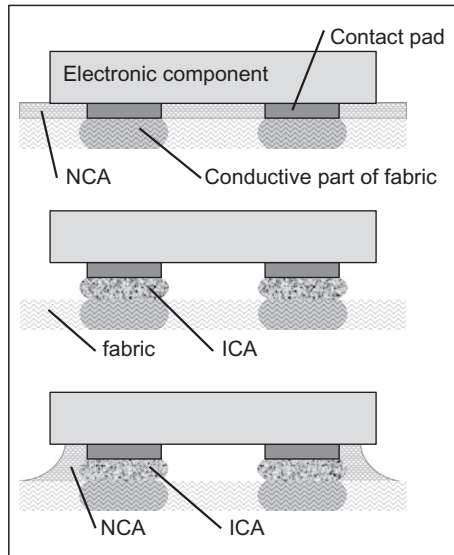 Contact pad
Electronic component
NCA
Conductive part of fabric
fabric
ICA
NCA
ICA